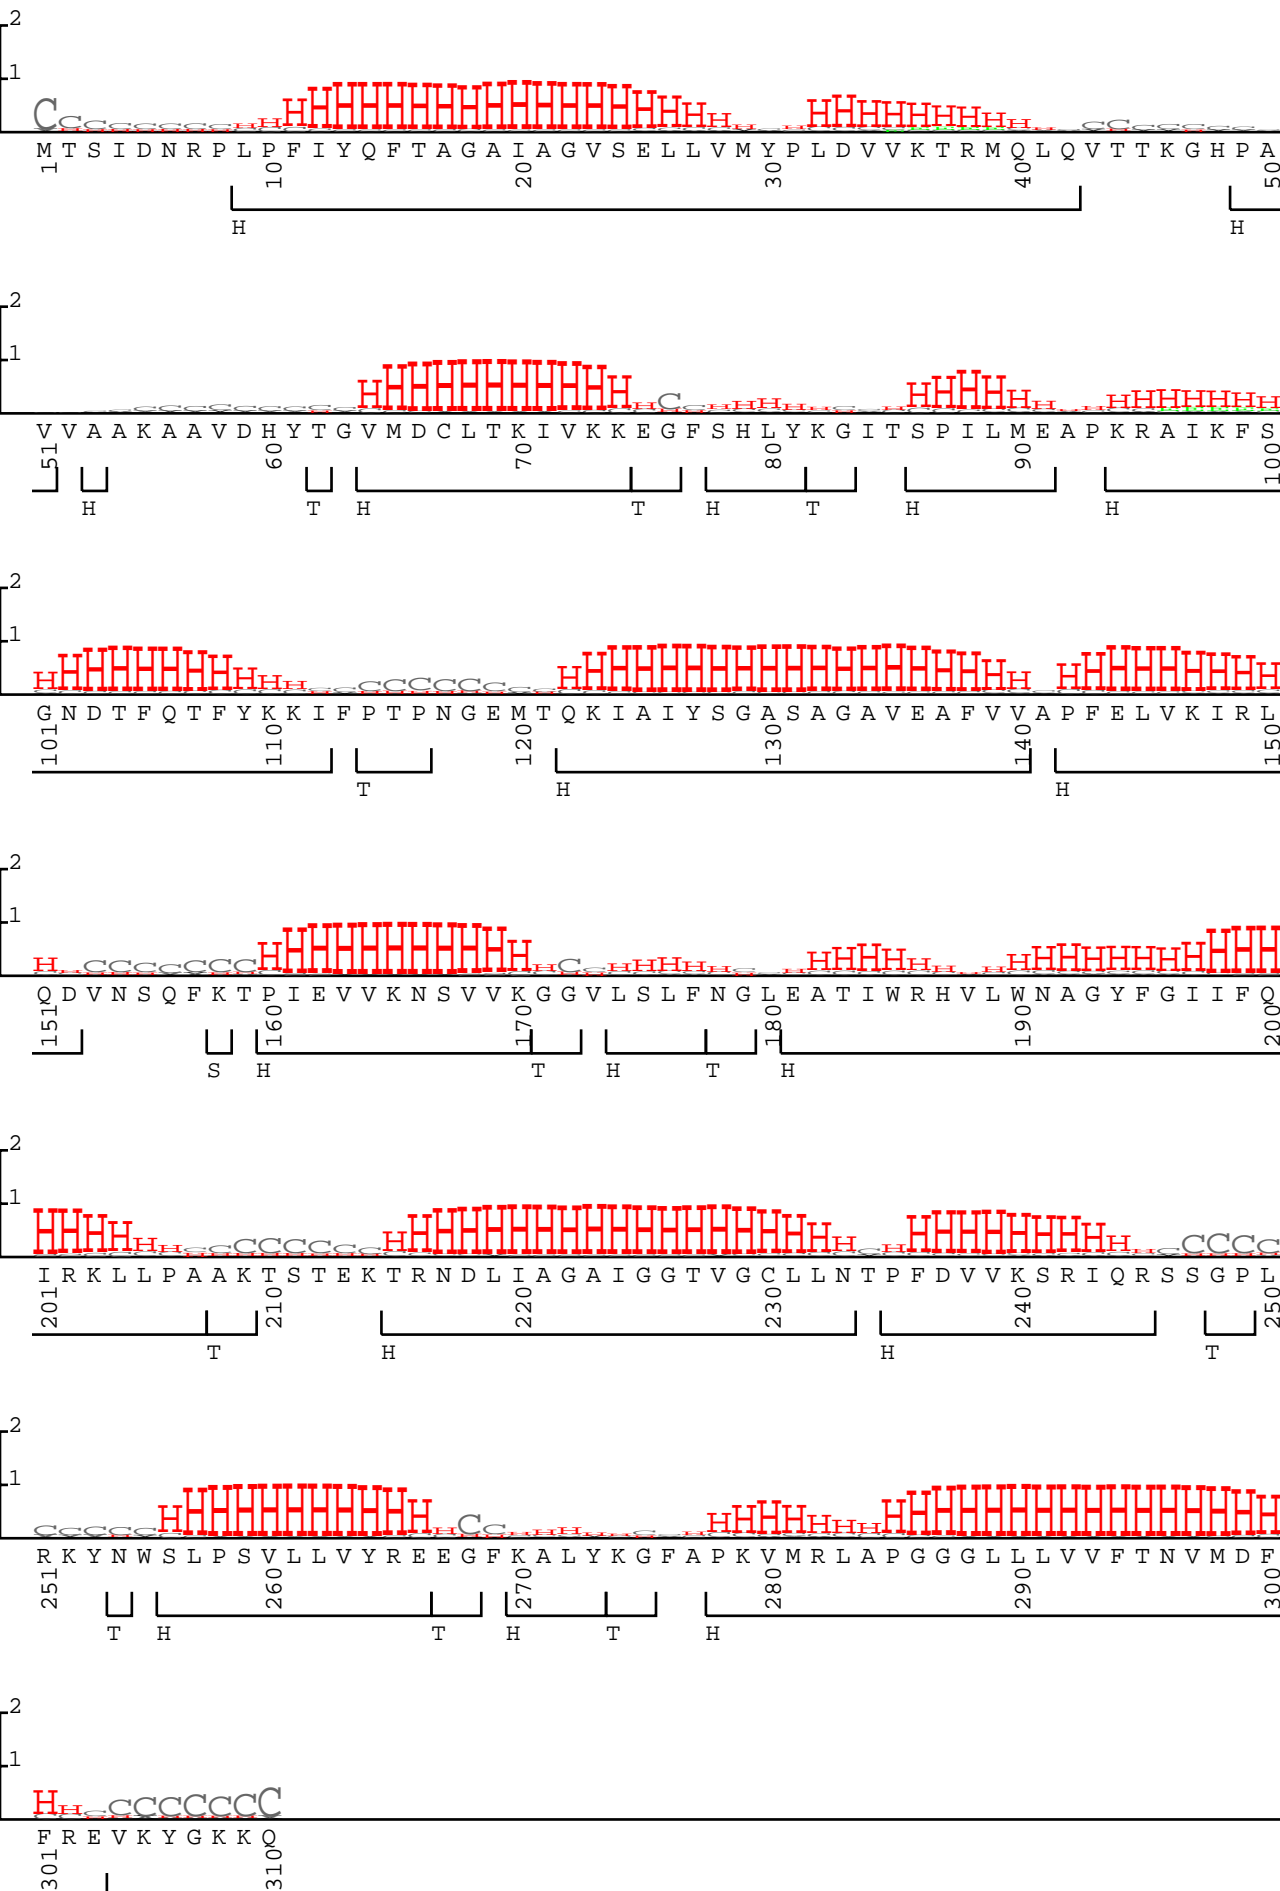 2
1
M T S I D N R P L P F I Y Q F T A G A I A G V S E L L V M Y P L D V V K T R M Q L Q V T T K G H P A
1 10 20 30 40 50
H H
2
1
V V A A K A A V D H Y T G V M D C L T K I V K K E G F S H L Y K G I T S P I L M E A P K R A I K F S
51 60 70 80 90 100
H T H T H T H H
2
1
G N D T F Q T F Y K K I F P T P N G E M T Q K I A I Y S G A S A G A V E A F V V A P F E L V K I R L
101 110 120 130 140 150
T H H
2
1
Q D V N S Q F K T P I E V V K N S V V K G G V L S L F N G L E A T I W R H V L W N A G Y F G I I F Q
151 160 170 180 190 200
S H T H T H
2
1
I R K L L P A A K T S T E K T R N D L I A G A I G G T V G C L L N T P F D V V K S R I Q R S S G P L
201 210 220 230 240 250
T H H T
2
1
R K Y N W S L P S V L L V Y R E E G F K A L Y K G F A P K V M R L A P G G G L L L V V F T N V M D F
251 260 270 280 290 300
T H T H T H
2
1
F R E V K Y G K K Q
301 310